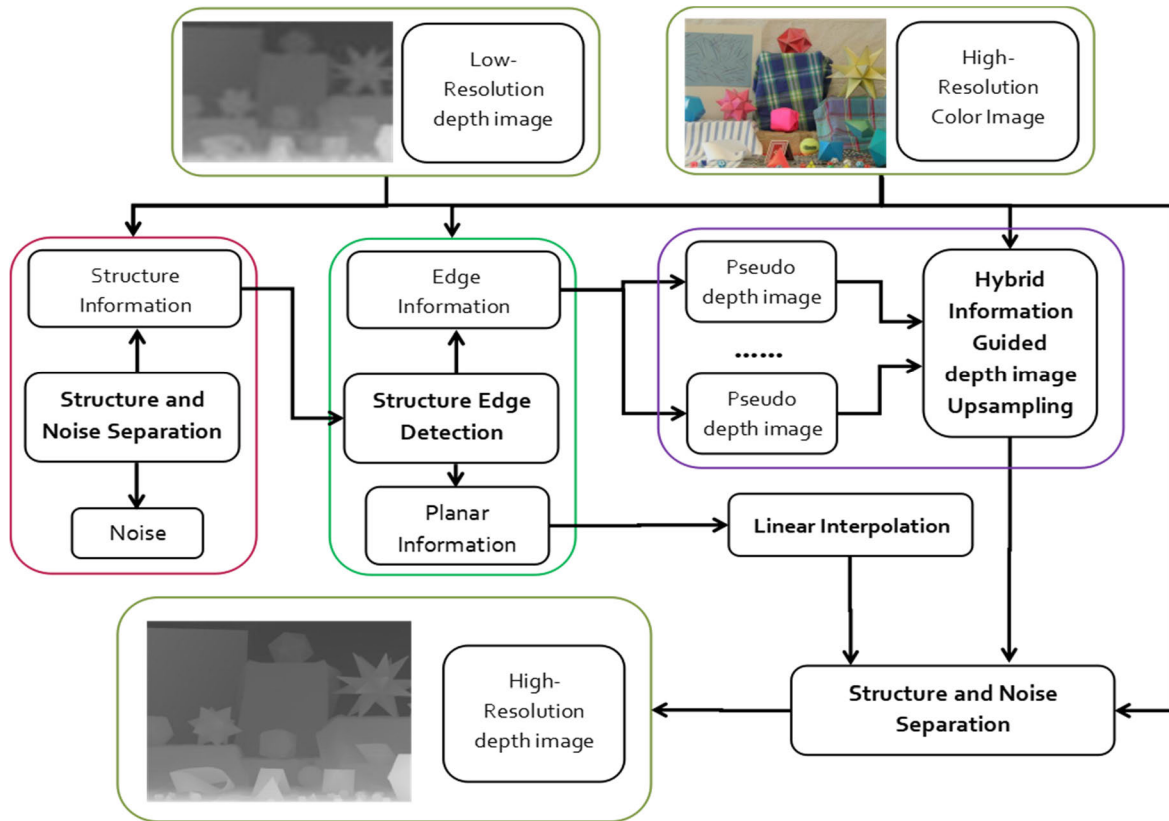 Low-
Resolution
depth image
High-
Resolution
Color Image
Structure
Information
Structure and
Noise Separation
Noise
Edge
Information
Structure Edge
Detection
Planar
Information
Pseudo
depth image
......
Pseudo
depth image
Hybrid
Information
Guided
depth image
Upsampling
Linear Interpolation
Structure and Noise
Separation
High-
Resolution
depth image